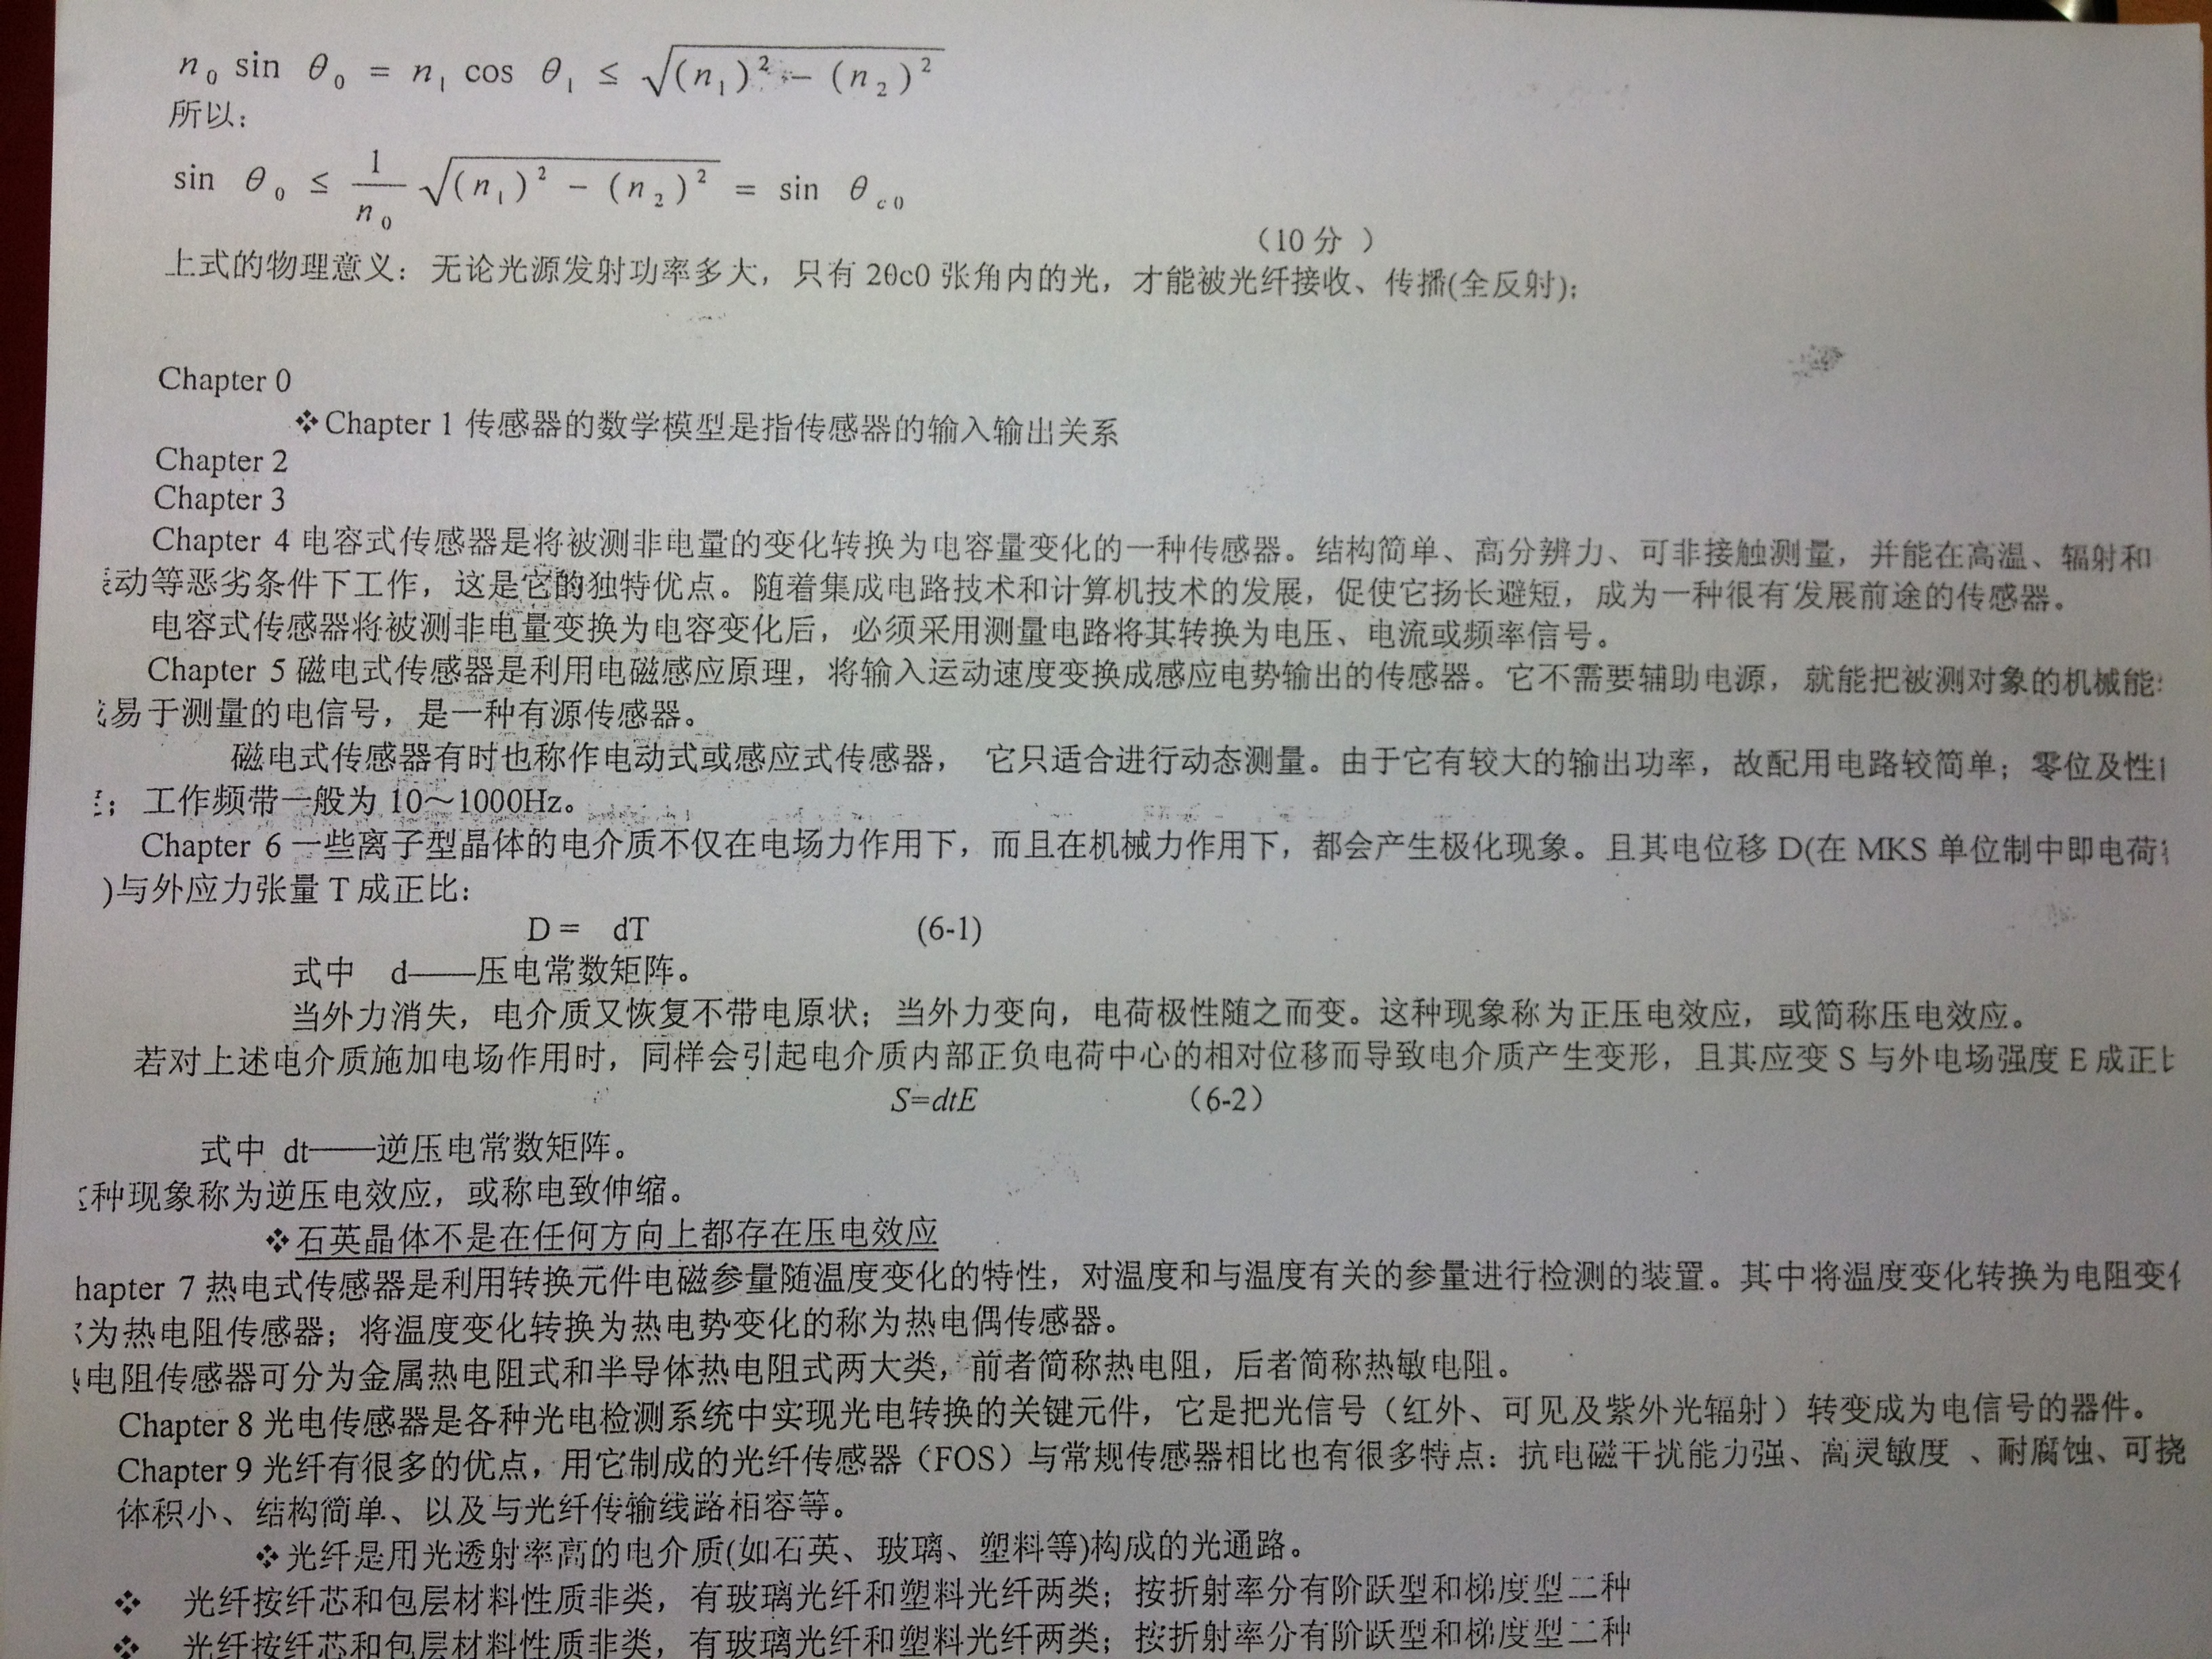 n₀ sin θ₀ = n₁ cos θ₁ ≤ √(n₁)² − (n₂)²
所以：
sin θ₀ ≤ 1/n₀ √(n₁)² − (n₂)² = sin θc₀
（10 分 ）
上式的物理意义：无论光源发射功率多大，只有 2θc0 张角内的光，才能被光纤接收、传播(全反射)；
Chapter 0
❖Chapter 1 传感器的数学模型是指传感器的输入输出关系
Chapter 2
Chapter 3
Chapter 4 电容式传感器是将被测非电量的变化转换为电容量变化的一种传感器。结构简单、高分辨力、可非接触测量，并能在高温、辐射和
动等恶劣条件下工作，这是它的独特优点。随着集成电路技术和计算机技术的发展，促使它扬长避短，成为一种很有发展前途的传感器。
电容式传感器将被测非电量变换为电容变化后，必须采用测量电路将其转换为电压、电流或频率信号。
Chapter 5 磁电式传感器是利用电磁感应原理，将输入运动速度变换成感应电势输出的传感器。它不需要辅助电源，就能把被测对象的机械能
易于测量的电信号，是一种有源传感器。
磁电式传感器有时也称作电动式或感应式传感器， 它只适合进行动态测量。由于它有较大的输出功率，故配用电路较简单；零位及性
；工作频带一般为 10～1000Hz。
Chapter 6 一些离子型晶体的电介质不仅在电场力作用下，而且在机械力作用下，都会产生极化现象。且其电位移 D(在 MKS 单位制中即电荷
)与外应力张量 T 成正比：
D = dT (6-1)
式中 d——压电常数矩阵。
当外力消失，电介质又恢复不带电原状；当外力变向，电荷极性随之而变。这种现象称为正压电效应，或简称压电效应。
若对上述电介质施加电场作用时，同样会引起电介质内部正负电荷中心的相对位移而导致电介质产生变形，且其应变 S 与外电场强度 E 成正
S=dtE （6-2）
式中 dt——逆压电常数矩阵。
种现象称为逆压电效应，或称电致伸缩。
❖石英晶体不是在任何方向上都存在压电效应
hapter 7 热电式传感器是利用转换元件电磁参量随温度变化的特性，对温度和与温度有关的参量进行检测的装置。其中将温度变化转换为电阻变
为热电阻传感器；将温度变化转换为热电势变化的称为热电偶传感器。
电阻传感器可分为金属热电阻式和半导体热电阻式两大类，前者简称热电阻，后者简称热敏电阻。
Chapter 8 光电传感器是各种光电检测系统中实现光电转换的关键元件，它是把光信号（红外、可见及紫外光辐射）转变成为电信号的器件。
Chapter 9 光纤有很多的优点，用它制成的光纤传感器（FOS）与常规传感器相比也有很多特点：抗电磁干扰能力强、高灵敏度 、耐腐蚀、可挠
体积小、结构简单、以及与光纤传输线路相容等。
❖光纤是用光透射率高的电介质(如石英、玻璃、塑料等)构成的光通路。
❖ 光纤按纤芯和包层材料性质非类，有玻璃光纤和塑料光纤两类；按折射率分有阶跃型和梯度型二种
❖ 光纤按纤芯和包层材料性质非类，有玻璃光纤和塑料光纤两类；按折射率分有阶跃型和梯度型二种